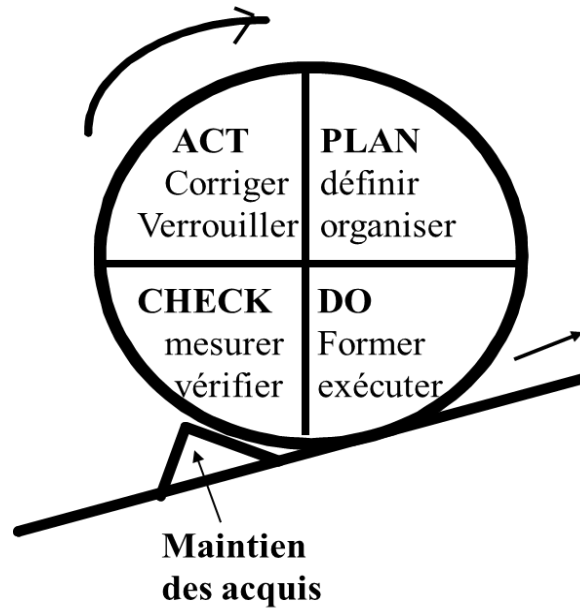 ACT
Corriger
Verrouiller
PLAN
définir
organiser
CHECK
mesurer
vérifier
DO
Former
exécuter
Maintien
des acquis